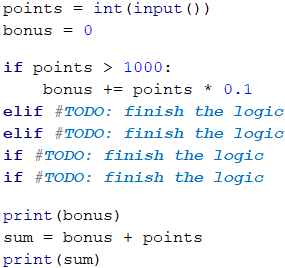 points = int(input())
bonus = 0
if points > 1000:
    bonus += points * 0.1
elif #TODO: finish the logic
elif #TODO: finish the logic
if #TODO: finish the logic
if #TODO: finish the logic
print(bonus)
sum = bonus + points
print(sum)